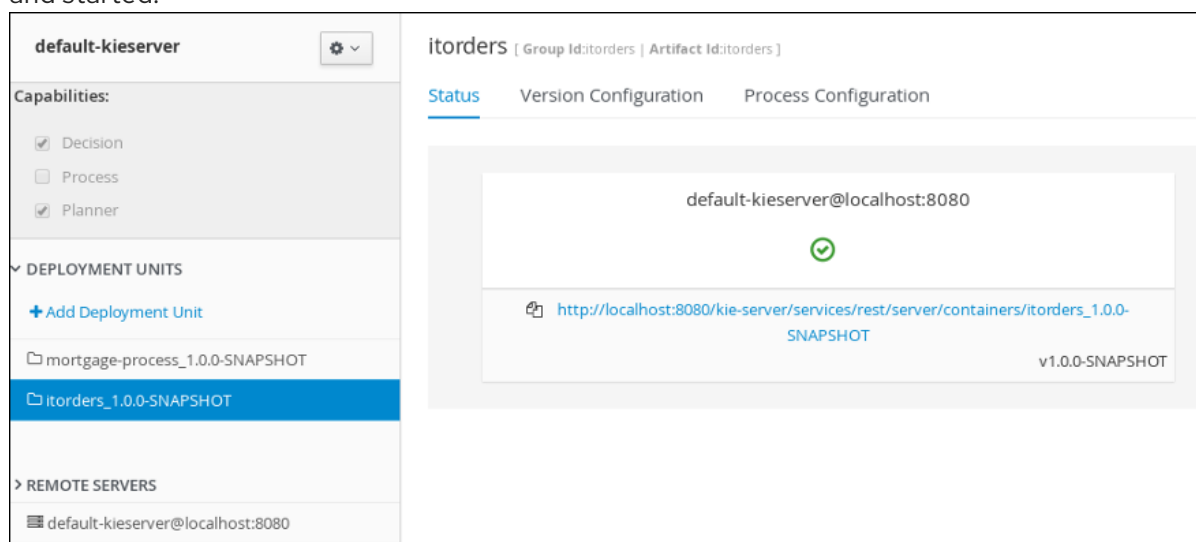 and started.
default-kieserver
Capabilities:
Decision
Process
Planner
DEPLOYMENT UNITS
+ Add Deployment Unit
mortgage-process_1.0.0-SNAPSHOT
itorders_1.0.0-SNAPSHOT
REMOTE SERVERS
default-kieserver@localhost:8080
itorders [ Group Id:itorders | Artifact Id:itorders ]
Status Version Configuration Process Configuration
default-kieserver@localhost:8080
http://localhost:8080/kie-server/services/rest/server/containers/itorders_1.0.0-
SNAPSHOT
v1.0.0-SNAPSHOT